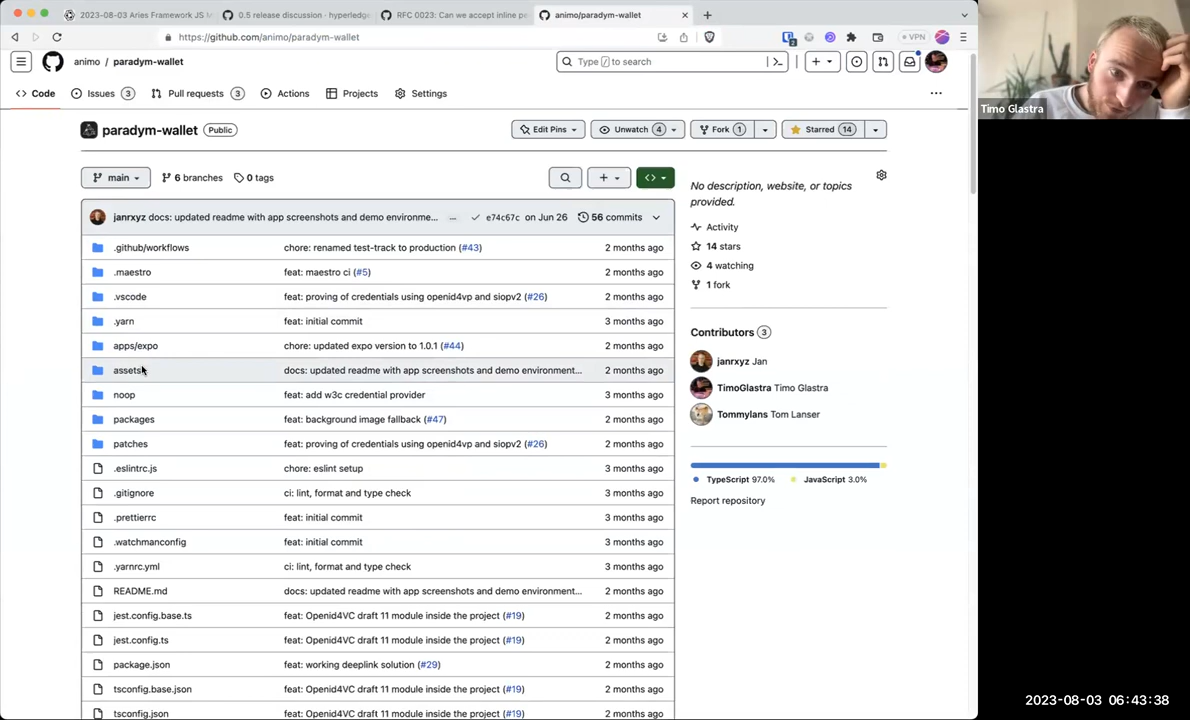 2023-08-03 Aries Framework JS M
0.5 release discussion · hyperledge
RFC 0023: Can we accept inline pe
animo/paradym-wallet
https://github.com/animo/paradym-wallet
VPN
animo / paradym-wallet
Type / to search
Code
Issues 3
Pull requests 3
Actions
Projects
Settings
Timo Glastra
paradym-wallet Public
Edit Pins
Unwatch 4
Fork 1
Starred 14
main
6 branches
0 tags
No description, website, or topics
provided.
janrxyz docs: updated readme with app screenshots and demo environme... ... e74c67c on Jun 26 56 commits
.github/workflows chore: renamed test-track to production (#43) 2 months ago
.maestro feat: maestro ci (#5) 2 months ago
.vscode feat: proving of credentials using openid4vp and siopv2 (#26) 2 months ago
.yarn feat: initial commit 3 months ago
apps/expo chore: updated expo version to 1.0.1 (#44) 2 months ago
assets docs: updated readme with app screenshots and demo environment... 2 months ago
noop feat: add w3c credential provider 3 months ago
packages feat: background image fallback (#47) 2 months ago
patches feat: proving of credentials using openid4vp and siopv2 (#26) 2 months ago
.eslintrc.js chore: eslint setup 3 months ago
.gitignore ci: lint, format and type check 3 months ago
.prettierrc feat: initial commit 3 months ago
.watchmanconfig feat: initial commit 3 months ago
.yarnrc.yml ci: lint, format and type check 3 months ago
README.md docs: updated readme with app screenshots and demo environment... 2 months ago
jest.config.base.ts feat: Openid4VC draft 11 module inside the project (#19) 2 months ago
jest.config.ts feat: Openid4VC draft 11 module inside the project (#19) 2 months ago
package.json feat: working deeplink solution (#29) 2 months ago
tsconfig.base.json feat: Openid4VC draft 11 module inside the project (#19) 2 months ago
tsconfig.json feat: Openid4VC draft 11 module inside the project (#19) 2 months ago
Activity
14 stars
4 watching
1 fork
Contributors 3
janrxyz Jan
TimoGlastra Timo Glastra
Tommylans Tom Lanser
TypeScript 97.0%
JavaScript 3.0%
Report repository
2023-08-03 06:43:38